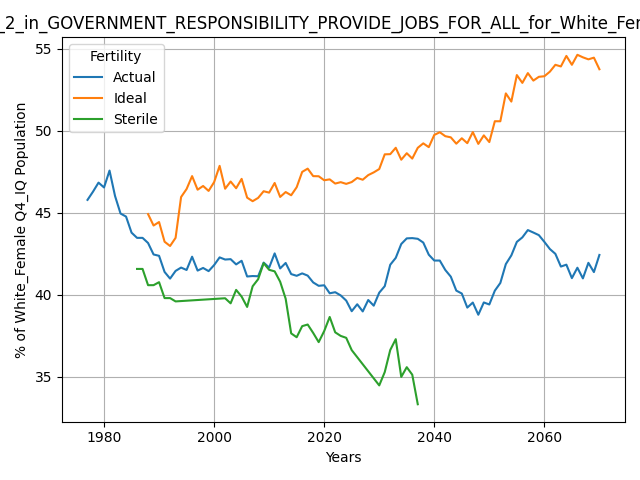 _2_in_GOVERNMENT_RESPONSIBILITY_PROVIDE_JOBS_FOR_ALL_for_White_Fe
Fertility
Actual
Ideal
Sterile
% of White_Female Q4_IQ Population
55
50
45
40
35
1980
2000
2020
2040
2060
Years